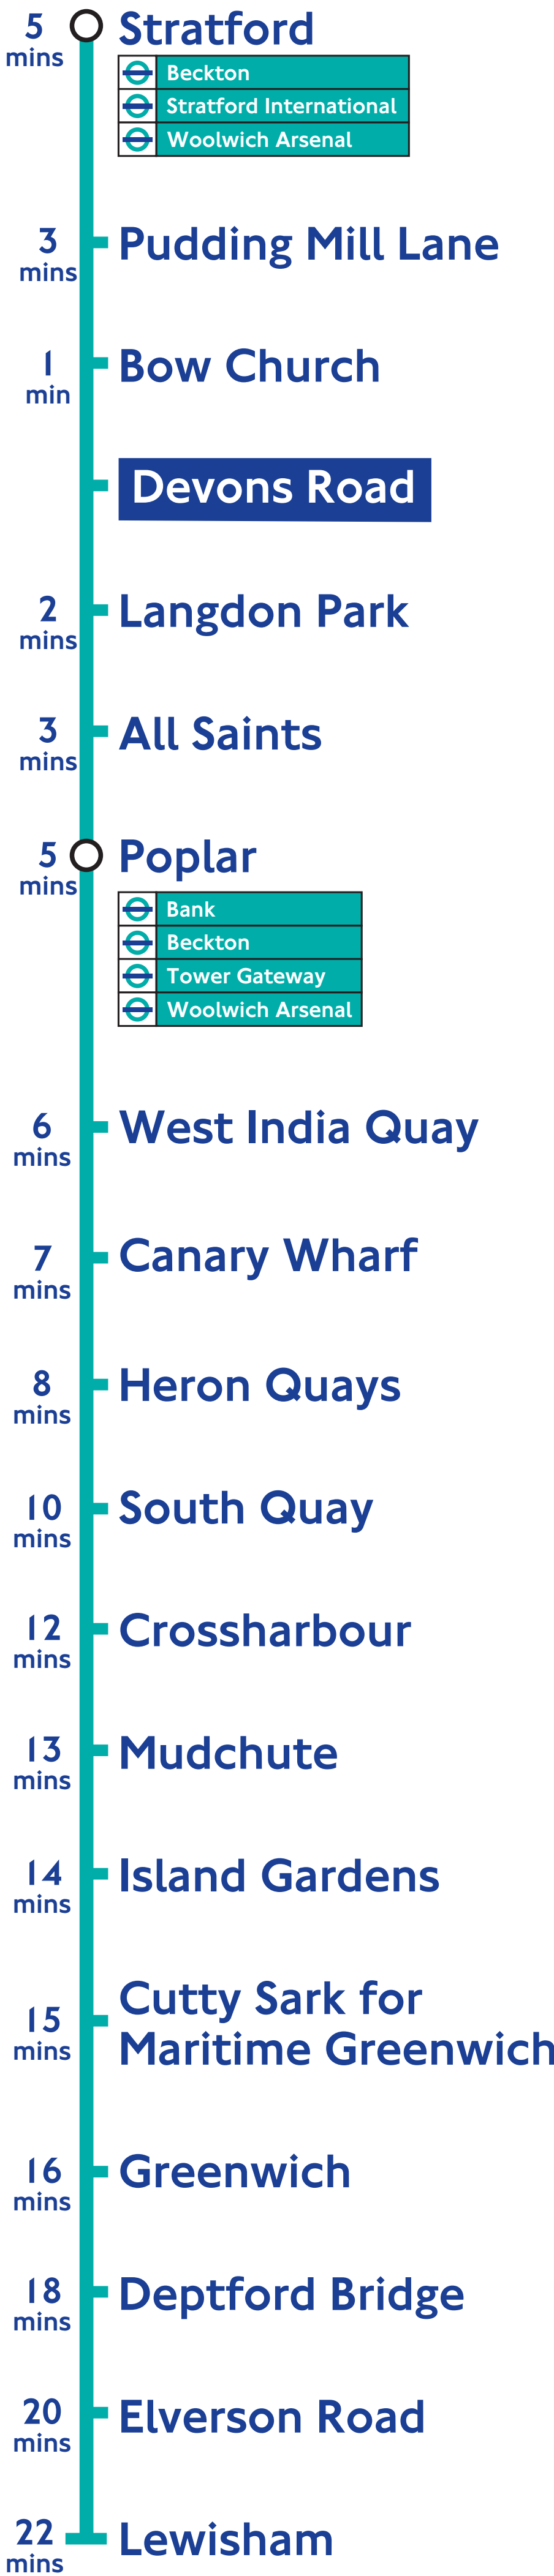 5
mins
Stratford
Beckton
Stratford International
Woolwich Arsenal
3
mins
Pudding Mill Lane
1
min
Bow Church
Devons Road
2
mins
Langdon Park
3
mins
All Saints
5
mins
Poplar
Bank
Beckton
Tower Gateway
Woolwich Arsenal
6
mins
West India Quay
7
mins
Canary Wharf
8
mins
Heron Quays
10
mins
South Quay
12
mins
Crossharbour
13
mins
Mudchute
14
mins
Island Gardens
15
mins
Cutty Sark for
Maritime Greenwich
16
mins
Greenwich
18
mins
Deptford Bridge
20
mins
Elverson Road
22
mins
Lewisham